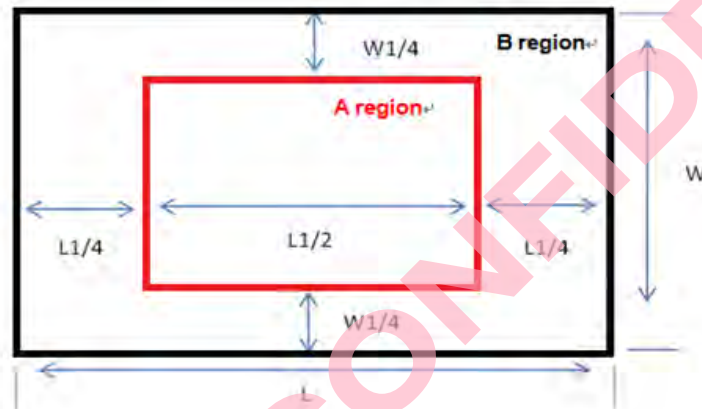 W1/4
B region
A region
W
L1/4
L1/2
L1/4
W1/4
L
CONFID